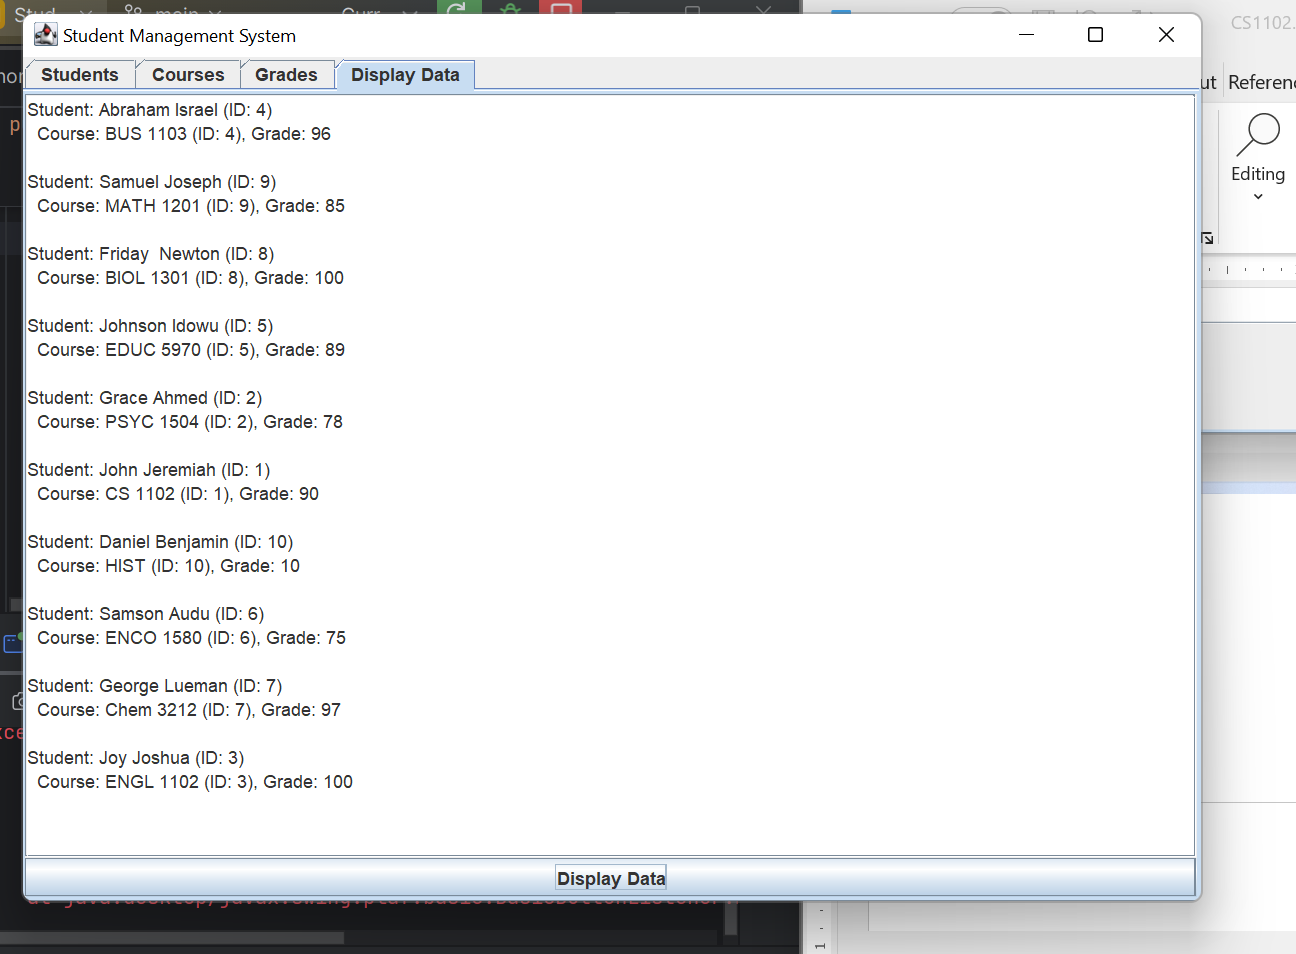 Student Management System
Students Courses Grades Display Data
Student: Abraham Israel (ID: 4)
Course: BUS 1103 (ID: 4), Grade: 96
Student: Samuel Joseph (ID: 9)
Course: MATH 1201 (ID: 9), Grade: 85
Student: Friday  Newton (ID: 8)
Course: BIOL 1301 (ID: 8), Grade: 100
Student: Johnson Idowu (ID: 5)
Course: EDUC 5970 (ID: 5), Grade: 89
Student: Grace Ahmed (ID: 2)
Course: PSYC 1504 (ID: 2), Grade: 78
Student: John Jeremiah (ID: 1)
Course: CS 1102 (ID: 1), Grade: 90
Student: Daniel Benjamin (ID: 10)
Course: HIST (ID: 10), Grade: 10
Student: Samson Audu (ID: 6)
Course: ENCO 1580 (ID: 6), Grade: 75
Student: George Lueman (ID: 7)
Course: Chem 3212 (ID: 7), Grade: 97
Student: Joy Joshua (ID: 3)
Course: ENGL 1102 (ID: 3), Grade: 100
Display Data
CS1102.
ut Referenc
Editing